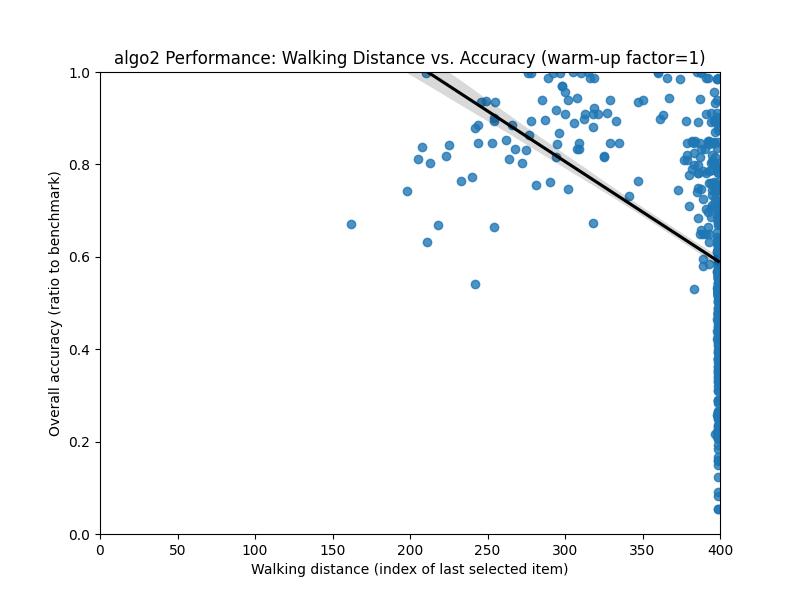 algo2 Performance: Walking Distance vs. Accuracy (warm-up factor=1)
1.0
0.8
0.6
0.4
0.2
0.0
Overall accuracy (ratio to benchmark)
0 50 100 150 200 250 300 350 400
Walking distance (index of last selected item)